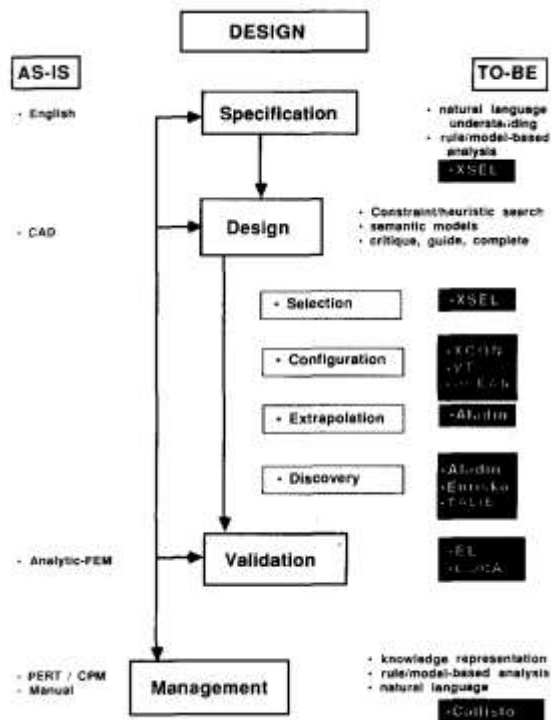 DESIGN
AS-IS
TO-BE
· English
Specification
· natural language
understanding
· rule/model-based
analysis
·XSEL
· CAD
Design
· Constraint/heuristic search
· semantic models
· critique, guide, complete
· Selection
·XSEL
· Configuration
·XCON
·VT
· Extrapolation
·Aladin
· Discovery
·Aladin
·Eurisko
· Analytic-FEM
Validation
·EL
· PERT / CPM
· Manual
Management
· knowledge representation
· rule/model-based analysis
· natural language
·Callisto